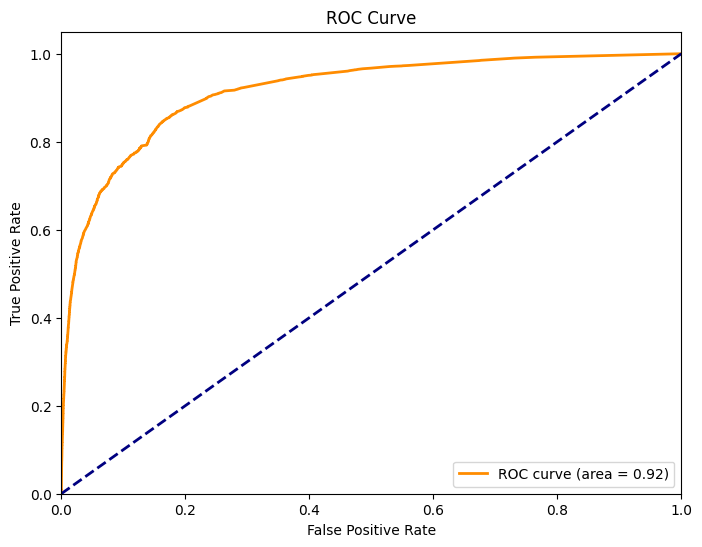 ROC Curve
True Positive Rate
1.0
0.8
0.6
0.4
0.2
0.0
ROC curve (area = 0.92)
0.0 0.2 0.4 0.6 0.8 1.0
False Positive Rate